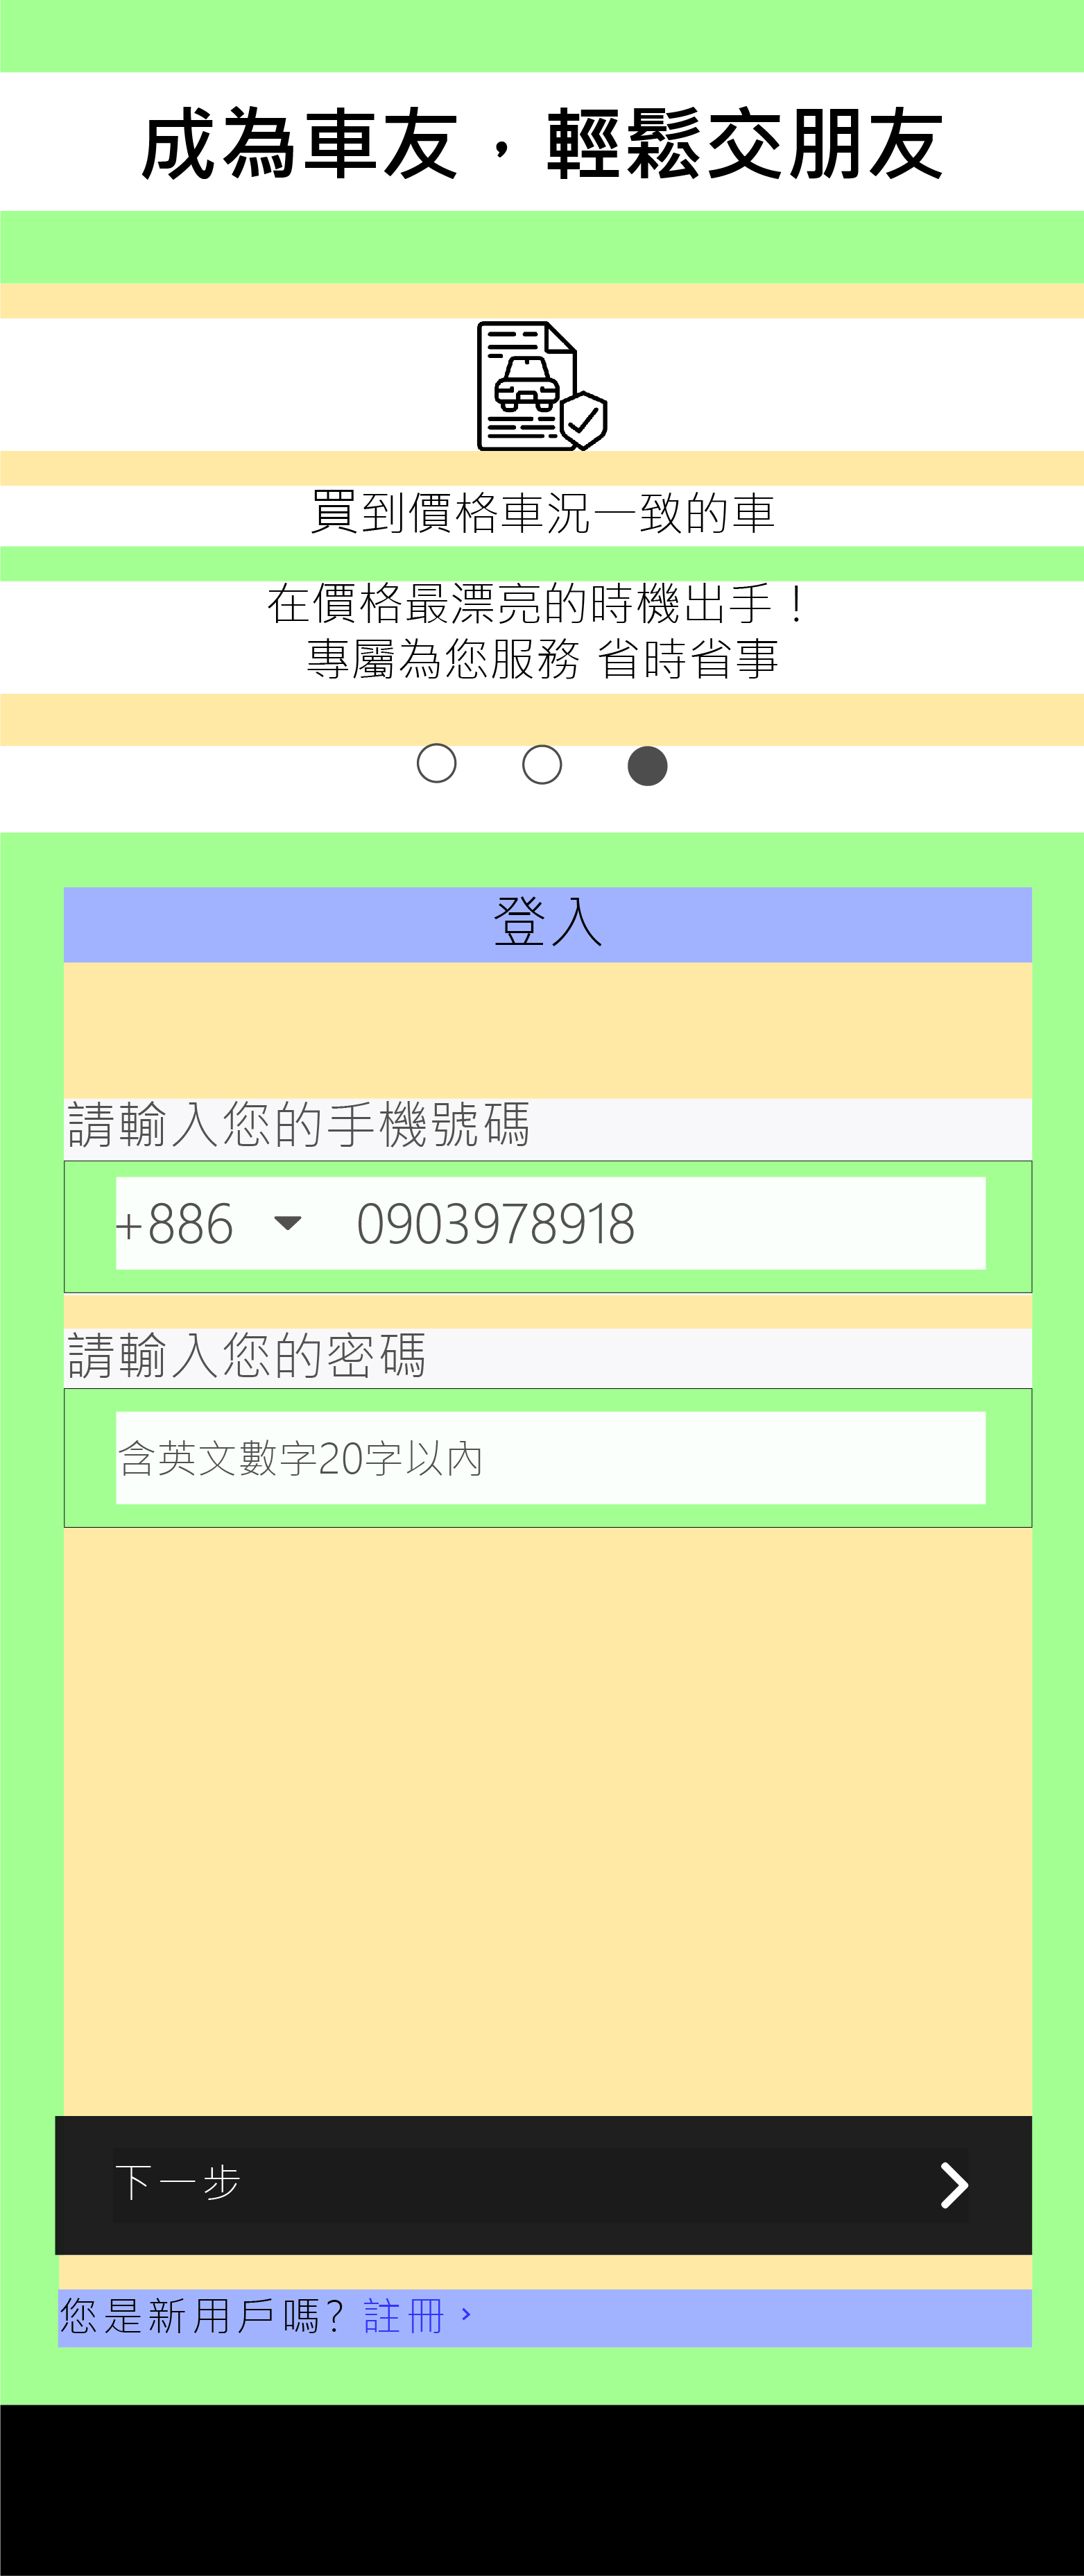 成為車友，輕鬆交朋友
買到價格車況一致的車
在價格最漂亮的時機出手！
專屬為您服務 省時省事
登入
請輸入您的手機號碼
+886 0903978918
請輸入您的密碼
含英文數字20字以內
下一步
您是新用戶嗎? 註冊 ›